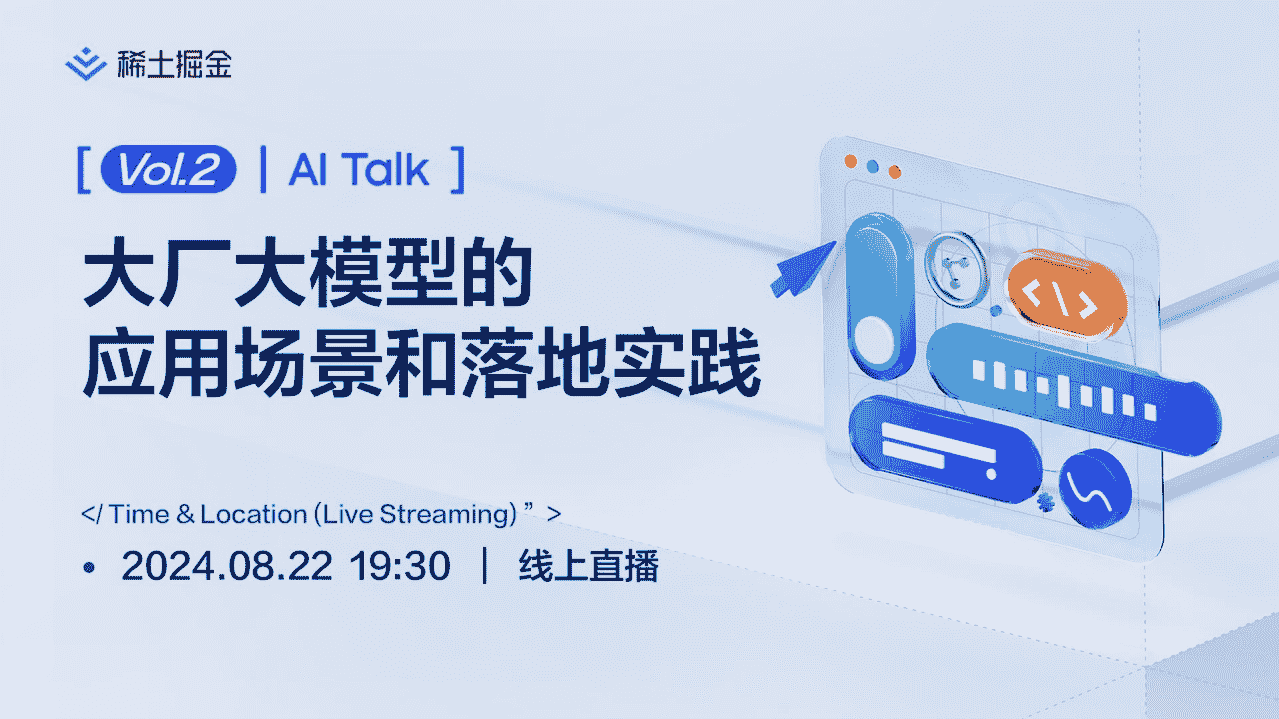 稀土掘金
[ Vol.2 | AI Talk ]
大厂大模型的
应用场景和落地实践
</ Time & Location (Live Streaming) ” >
• 2024.08.22 19:30 | 线上直播